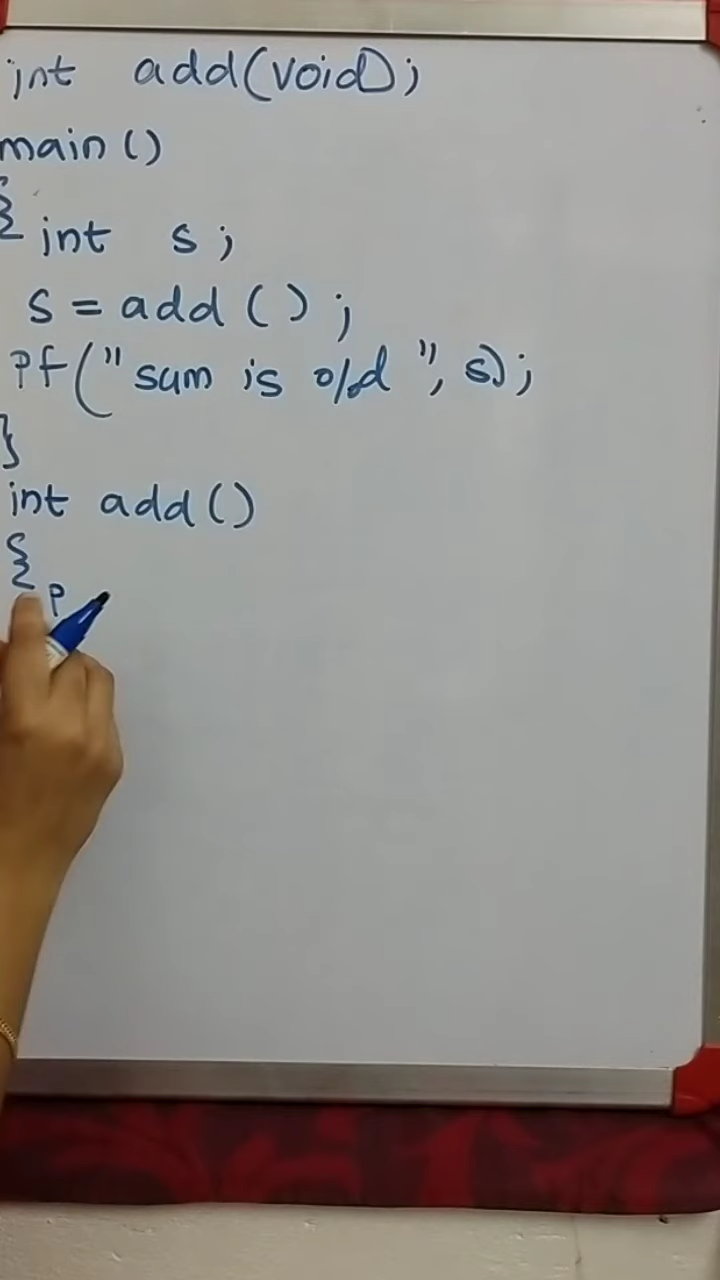 int add(void);
main()
{ int s;
s = add();
pf("sum is %d", s);
}
int add()
{
p